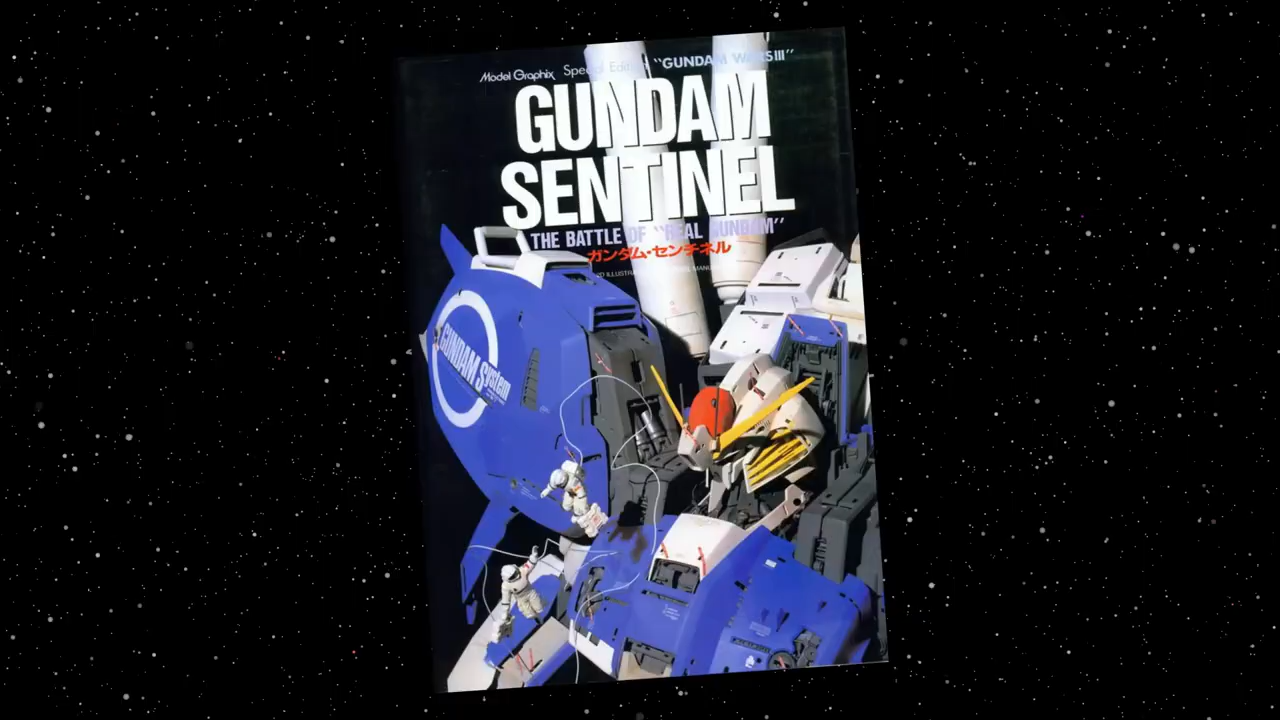 Model Graphix Special Edition "GUNDAM WARS III"
GUNDAM
SENTINEL
THE BATTLE OF "REAL GUNDAM"
ガンダム・センチネル
GUNDAM System